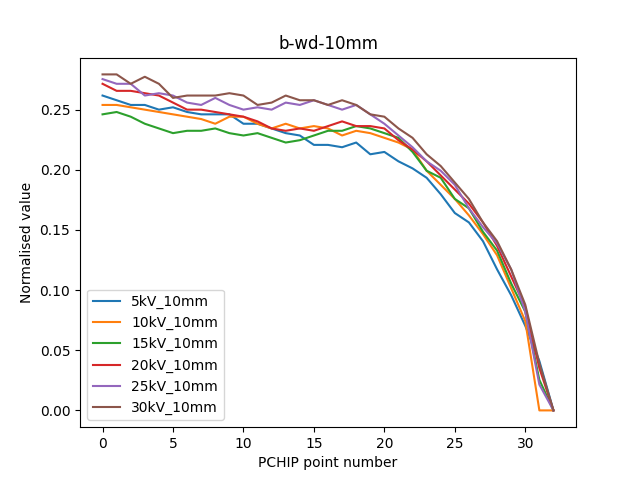 b-wd-10mm
Normalised value
0.25
0.20
0.15
0.10
0.05
0.00
5kV_10mm
10kV_10mm
15kV_10mm
20kV_10mm
25kV_10mm
30kV_10mm
0 5 10 15 20 25 30
PCHIP point number